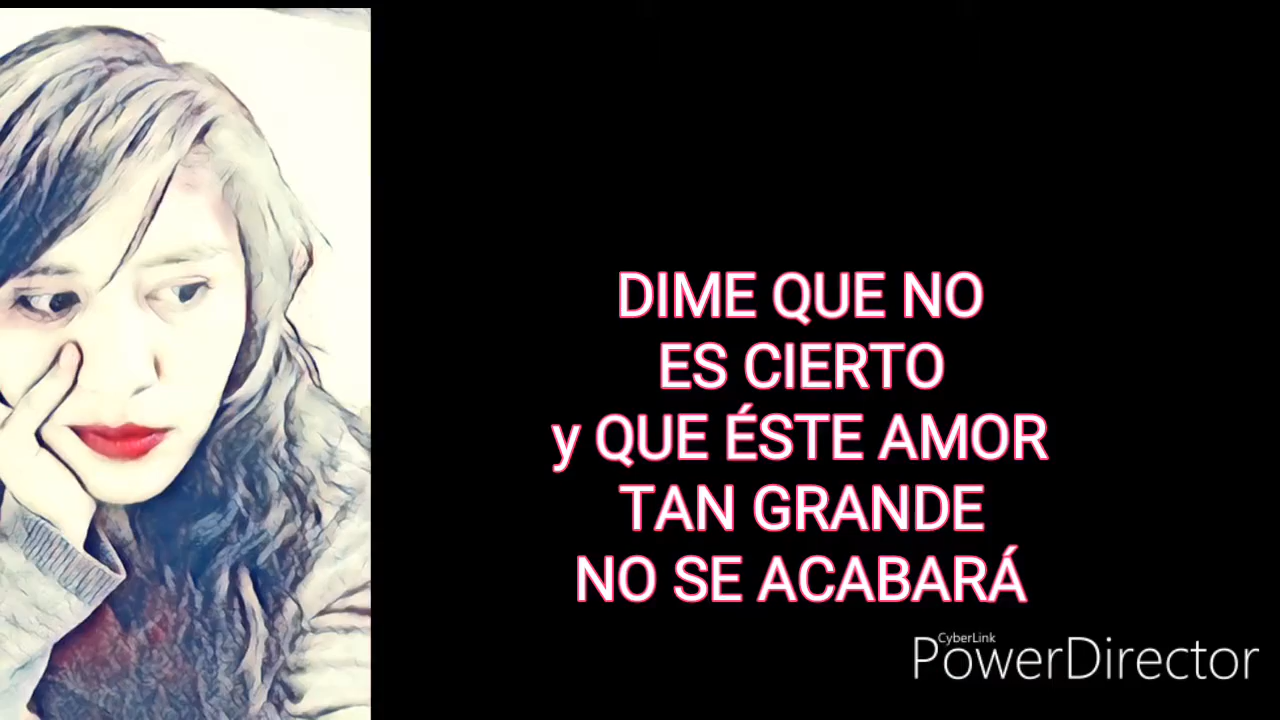 DIME QUE NO
ES CIERTO
y QUE ÉSTE AMOR
TAN GRANDE
NO SE ACABARÁ
CyberLink
PowerDirector